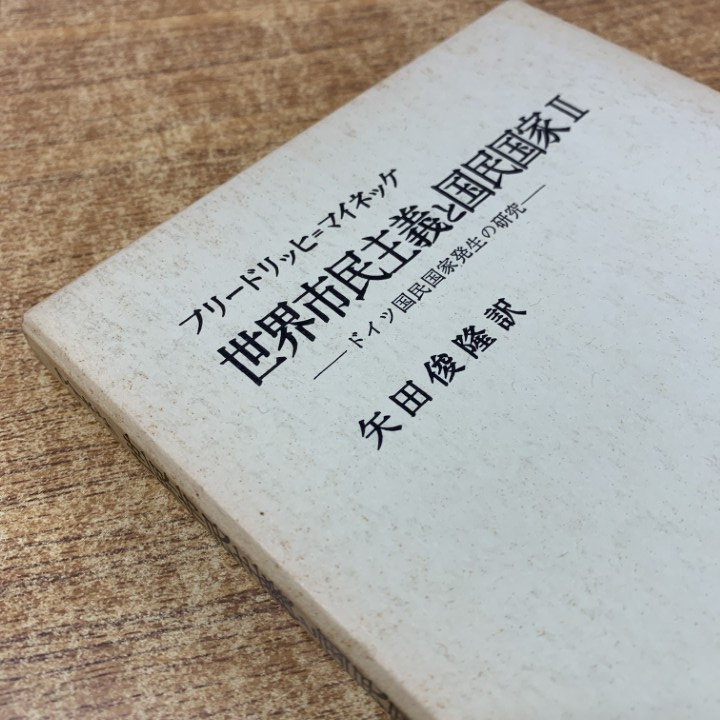 フリードリッヒ=マイネッケ
世界市民主義と国民国家Ⅱ
―ドイツ国民国家発生の研究―
矢田俊隆訳